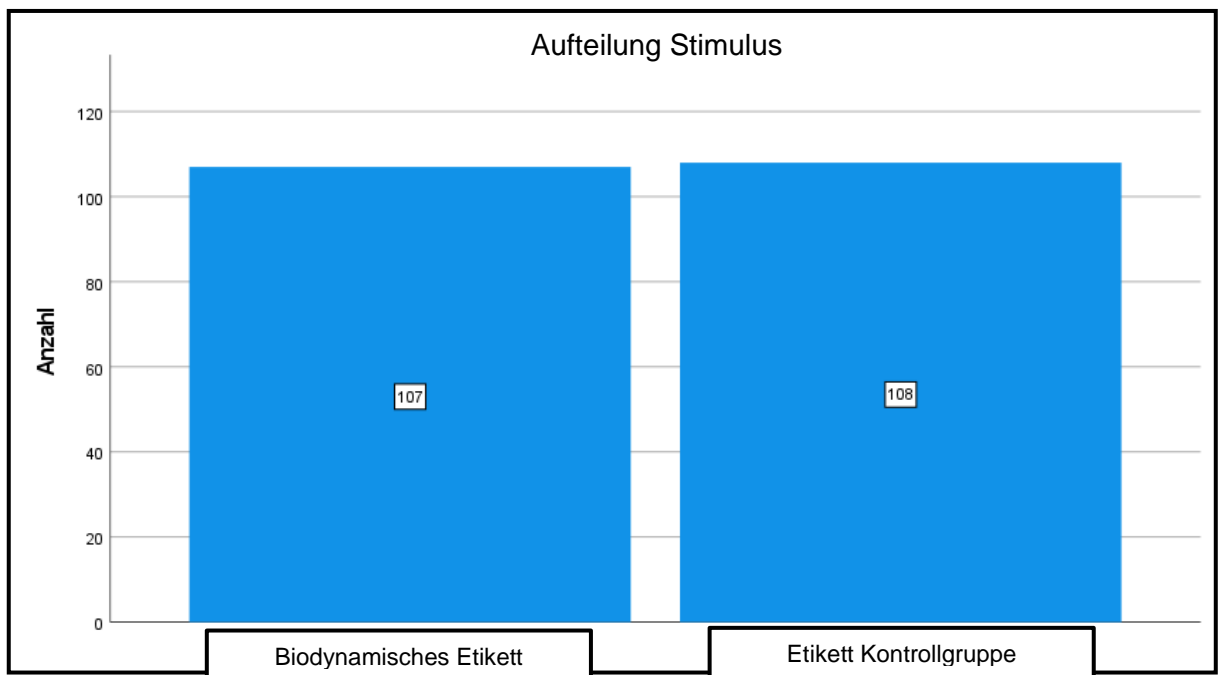 Aufteilung Stimulus
120
100
80
60
40
20
0
Anzahl
107
108
Biodynamisches Etikett
Etikett Kontrollgruppe